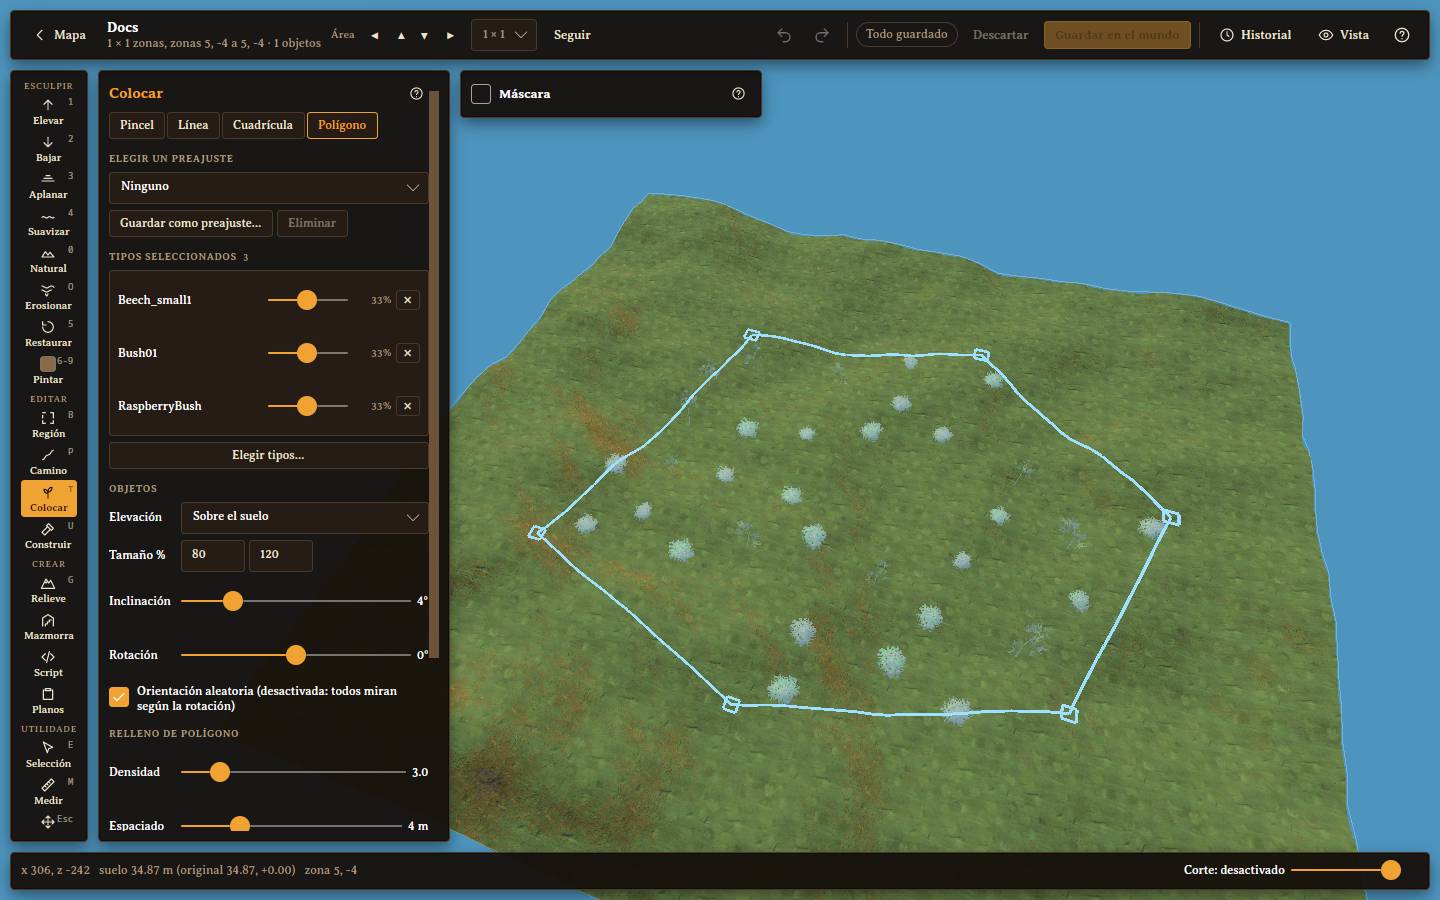 Mapa
Docs
1 × 1 zonas, zonas 5, -4 a 5, -4 · 1 objetos
Área
1 × 1
Seguir
Todo guardado
Descartar
Guardar en el mundo
Historial
Vista
ESCULPIR
1
Elevar
2
Bajar
3
Aplanar
4
Suavizar
0
Natural
O
Erosionar
5
Restaurar
6-9
Pintar
EDITAR
B
Región
P
Camino
T
Colocar
U
Construir
CREAR
G
Relieve
Mazmorra
Script
Planos
UTILIDADE
E
Selección
M
Medir
Esc
Colocar
Pincel
Línea
Cuadrícula
Polígono
ELEGIR UN PREAJUSTE
Ninguno
Guardar como preajuste...
Eliminar
TIPOS SELECCIONADOS 3
Beech_small1
33%
Bush01
33%
RaspberryBush
33%
Elegir tipos...
OBJETOS
Elevación
Sobre el suelo
Tamaño %
80
120
Inclinación
4°
Rotación
0°
Orientación aleatoria (desactivada: todos miran
según la rotación)
RELLENO DE POLÍGONO
Densidad
3.0
Espaciado
4 m
Máscara
x 306, z -242 suelo 34.87 m (original 34.87, +0.00) zona 5, -4
Corte: desactivado